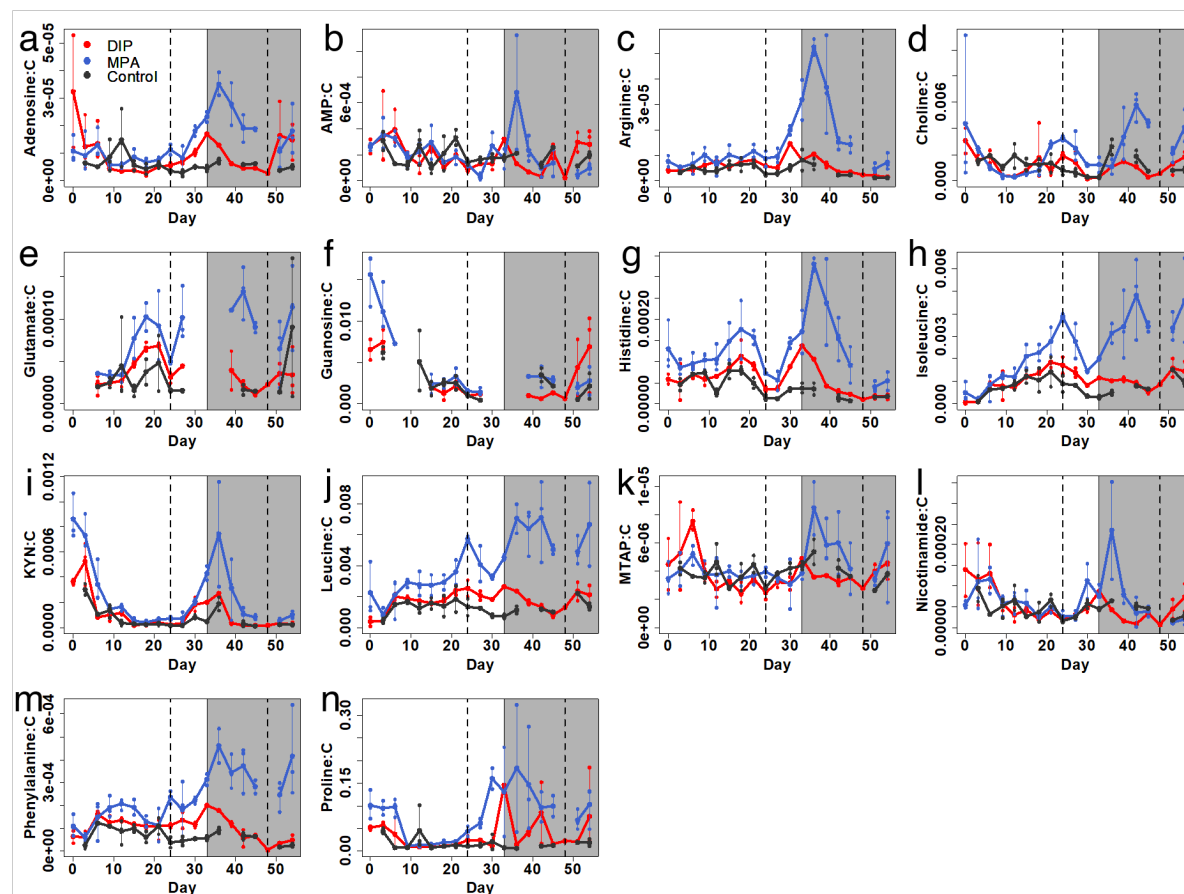 a
Adenosine:C
0e+00 2e-05 5e-05
DIP
MPA
Control
0 10 20 30 40 50
Day
b
AMP:C
0e+00 6e-04
0 10 20 30 40 50
Day
c
Arginine:C
0e+00 3e-05
0 10 20 30 40 50
Day
d
Choline:C
0.000 0.006
0 10 20 30 40 50
Day
e
Glutamate:C
0.00000 0.00010
0 10 20 30 40 50
Day
f
Guanosine:C
0.000 0.010
0 10 20 30 40 50
Day
g
Histidine:C
0.00000 0.00020
0 10 20 30 40 50
Day
h
Isoleucine:C
0.000 0.003 0.006
0 10 20 30 40 50
Day
i
KYN:C
0.0000 0.0006 0.0012
0 10 20 30 40 50
Day
j
Leucine:C
0.000 0.004 0.008
0 10 20 30 40 50
Day
k
MTAP:C
0e+00 6e-06 1e-05
0 10 20 30 40 50
Day
l
Nicotinamide:C
0.00000 0.00020
0 10 20 30 40 50
Day
m
Phenylalanine:C
0e+00 3e-04 6e-04
0 10 20 30 40 50
Day
n
Proline:C
0.00 0.15 0.30
0 10 20 30 40 50
Day